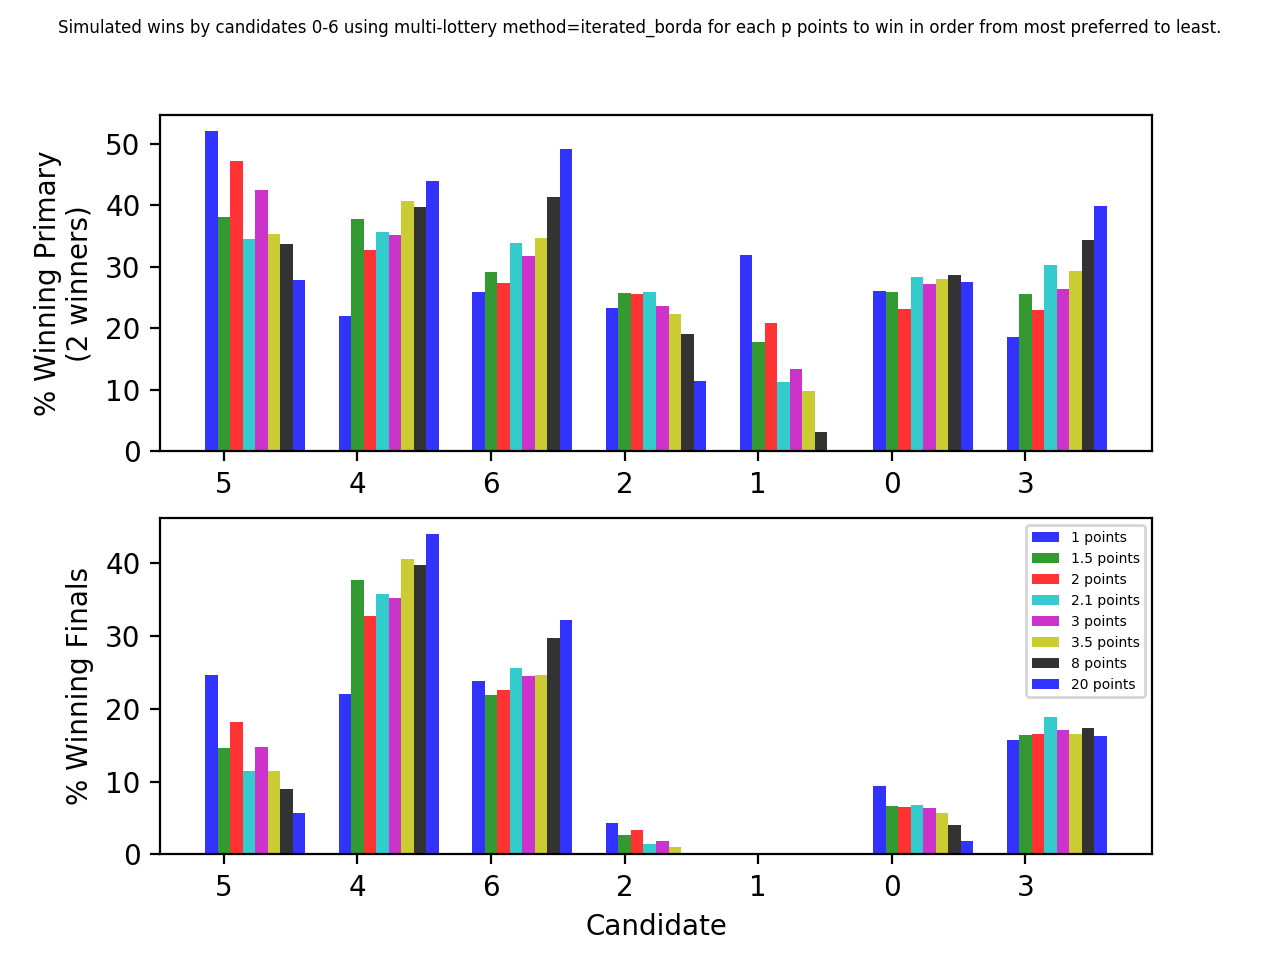 Simulated wins by candidates 0-6 using multi-lottery method=iterated_borda for each p points to win in order from most preferred to least.
% Winning Primary
(2 winners)
50
40
30
20
10
0
5 4 6 2 1 0 3
% Winning Finals
40
30
20
10
0
1 points
1.5 points
2 points
2.1 points
3 points
3.5 points
8 points
20 points
5 4 6 2 1 0 3
Candidate